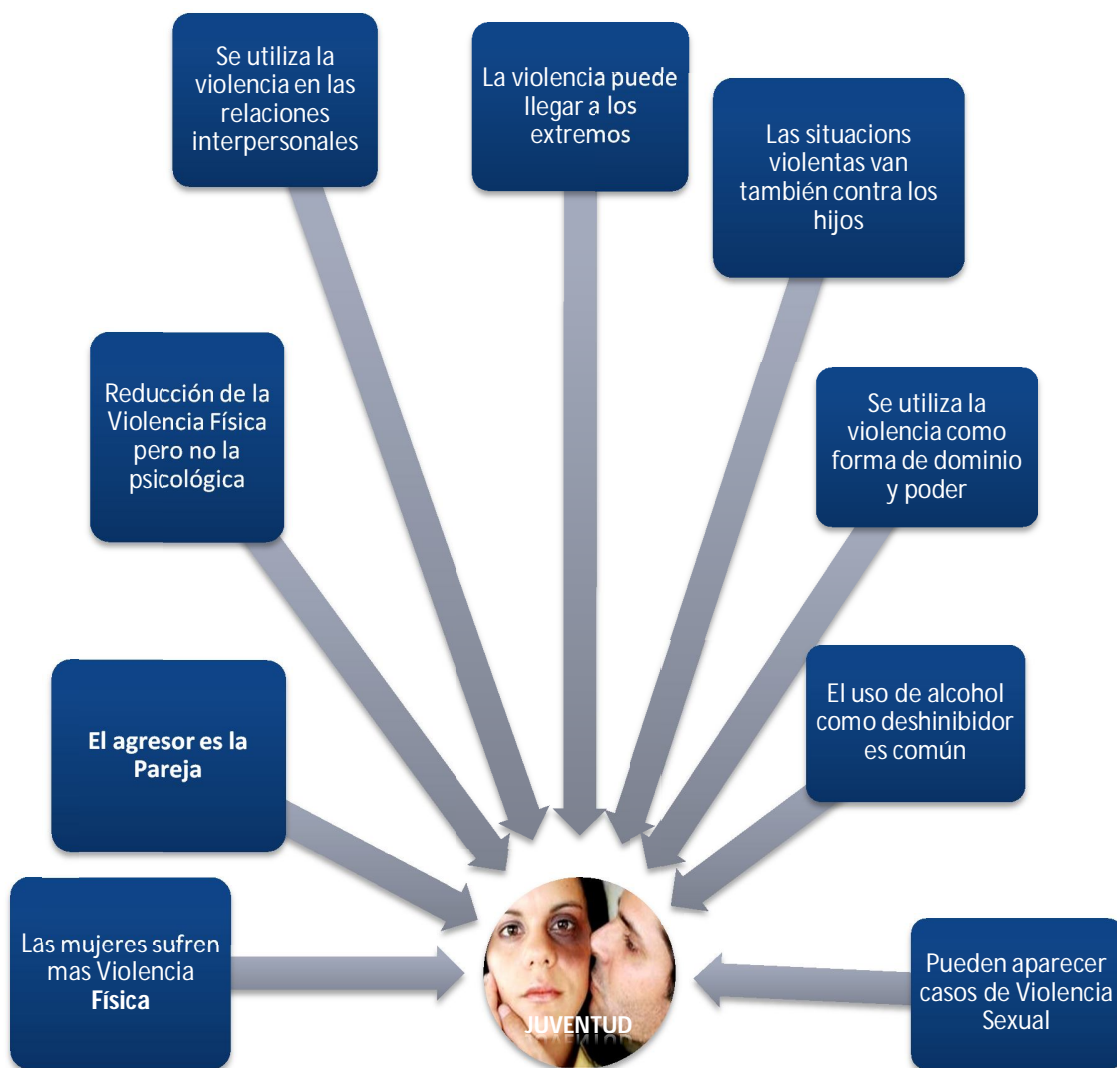 Se utiliza la
violencia en las
relaciones
interpersonales
La violencia puede
llegar a los
extremos
Las situacions
violentas van
también contra los
hijos
Reducción de la
Violencia Física
pero no la
psicológica
Se utiliza la
violencia como
forma de dominio
y poder
El agresor es la
Pareja
El uso de alcohol
como deshinibidor
es común
Las mujeres sufren
mas Violencia
Física
Pueden aparecer
casos de Violencia
Sexual
JUVENTUD